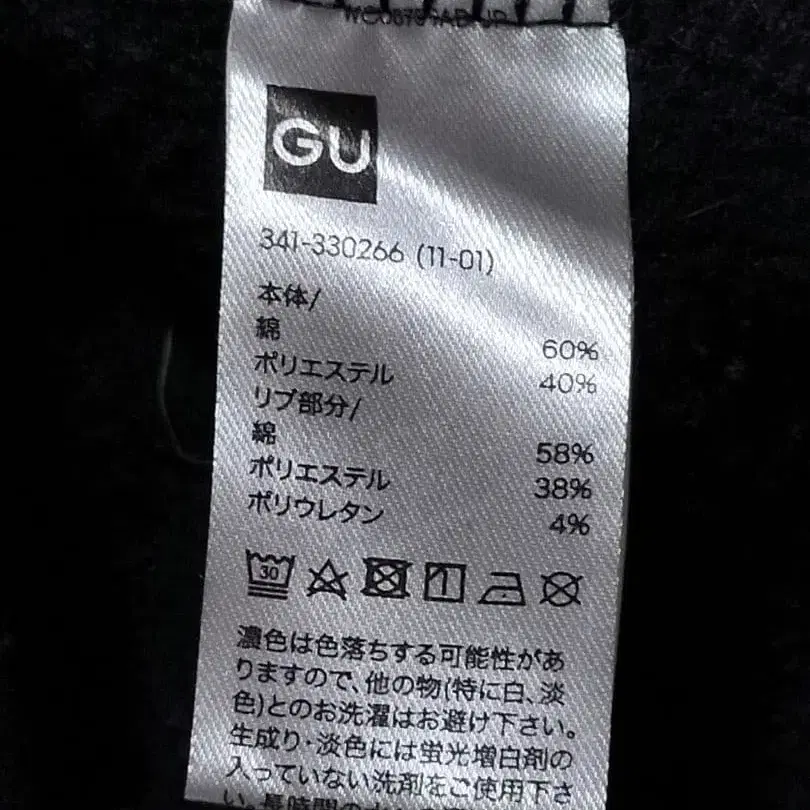 GU
341-330266 (11-01)
本体/
綿 60%
ポリエステル 40%
リブ部分/
綿 58%
ポリエステル 38%
ポリウレタン 4%
30
濃色は色落ちする可能性があ
りますので、他の物(特に白、淡
色)とのお洗濯はお避け下さい。
生成り・淡色には蛍光増白剤の
入っていない洗剤をご使用下さ
い。長時間の